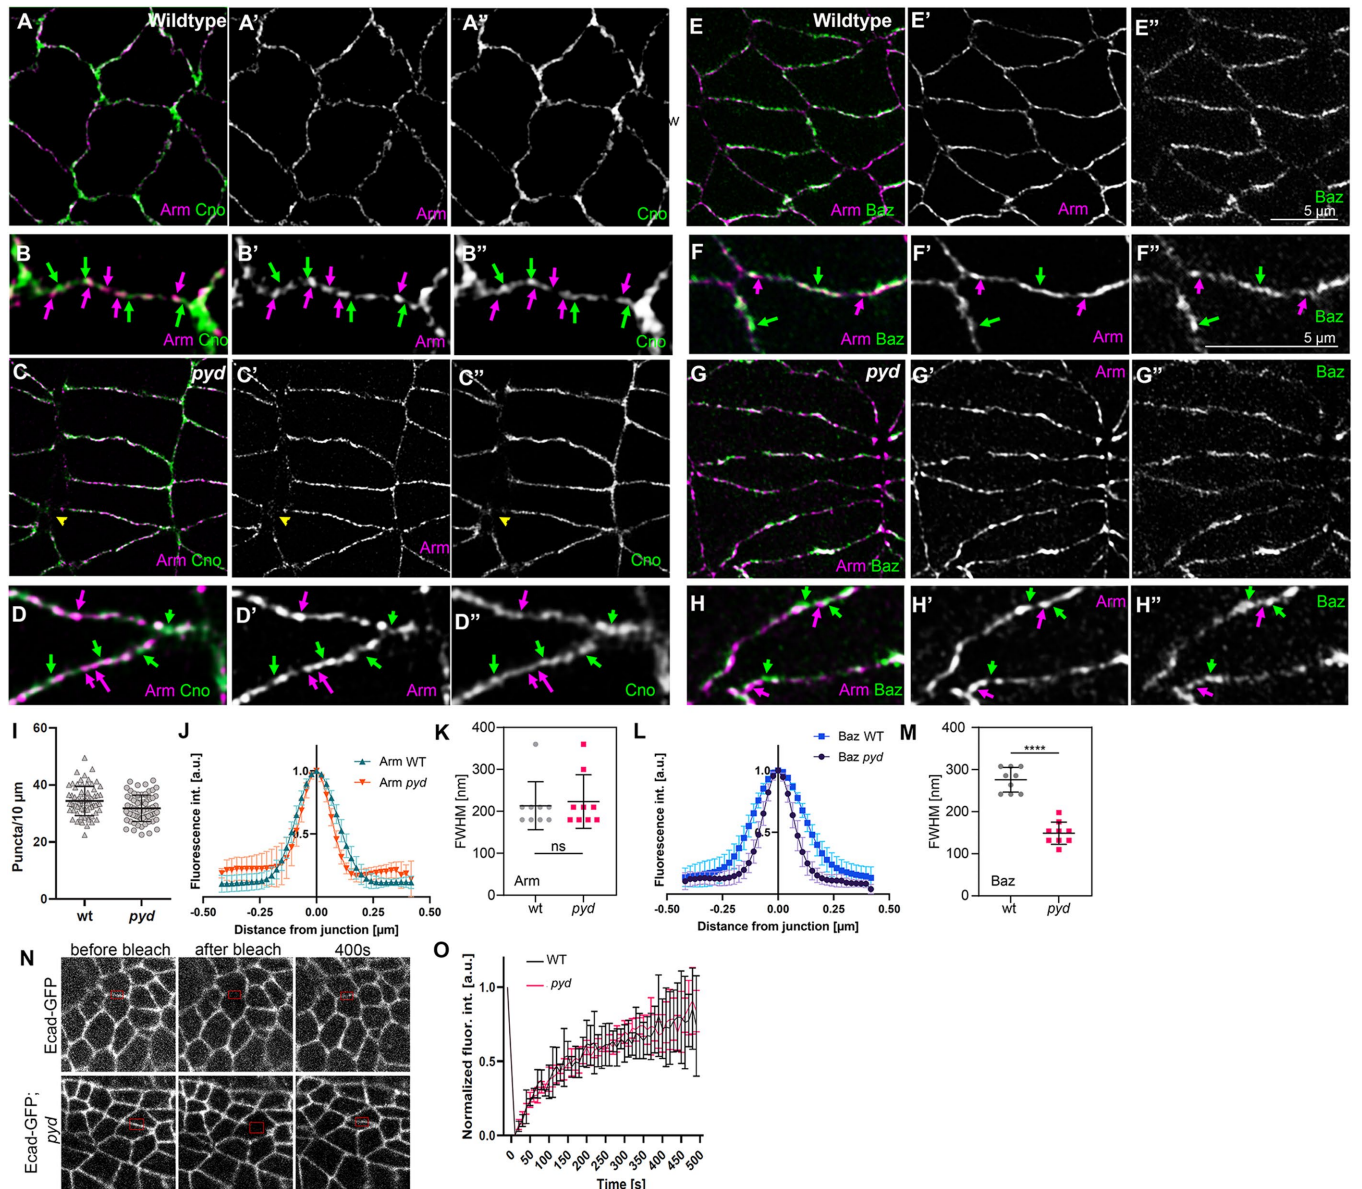 A Wildtype A' A"
Arm Cno Arm Cno
E Wildtype E' E"
w
Arm Baz Arm Baz
5 µm
B B' B"
Arm Cno Arm Cno
F F' F"
Arm Baz Arm Baz
5 µm
C pyd C' C"
Arm Cno Arm Cno
G pyd G' Arm G" Baz
Arm Baz
D D' D"
Arm Cno Arm Cno
H H' Arm H" Baz
Arm Baz
I
Puncta/10 µm
60
40
20
0
wt pyd
J
Fluorescence int. [a.u.]
Arm WT
Arm pyd
1.0
0.5
-0.50 -0.25 0.00 0.25 0.50
Distance from junction [µm]
K
FWHM [nm]
400
300
200
100
0
ns
Arm
wt pyd
L
Fluorescence int. [a.u.]
Baz WT
Baz pyd
1.0
0.5
-0.50 -0.25 0.00 0.25 0.50
Distance from junction [µm]
M
FWHM [nm]
400
300
200
100
0
****
Baz
wt pyd
N
before bleach after bleach 400s
Ecad-GFP
Ecad-GFP;
pyd
O
Normalized fluor. int. [a.u.]
WT
pyd
1.0
0.5
0.0
0 50 100 150 200 250 300 350 400 450 500
Time [s]